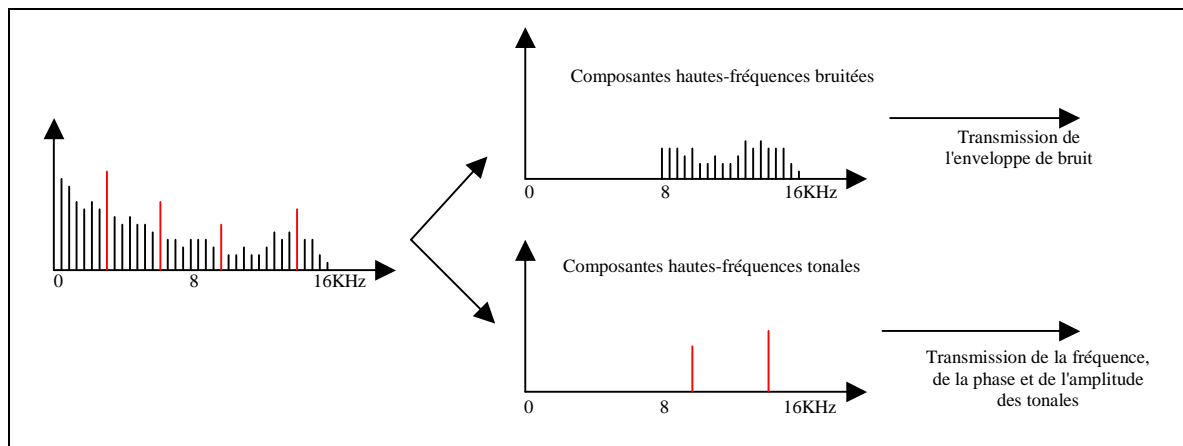 Composantes hautes-fréquences bruitées
Transmission de
l'enveloppe de bruit
0 8 16KHz
0 8 16KHz
Composantes hautes-fréquences tonales
Transmission de la fréquence,
de la phase et de l'amplitude
des tonales
0 8 16KHz